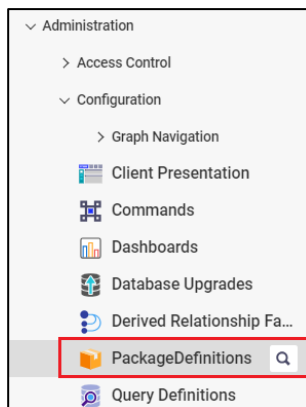 Administration
Access Control
Configuration
Graph Navigation
Client Presentation
Commands
Dashboards
Database Upgrades
Derived Relationship Fa...
PackageDefinitions
Query Definitions